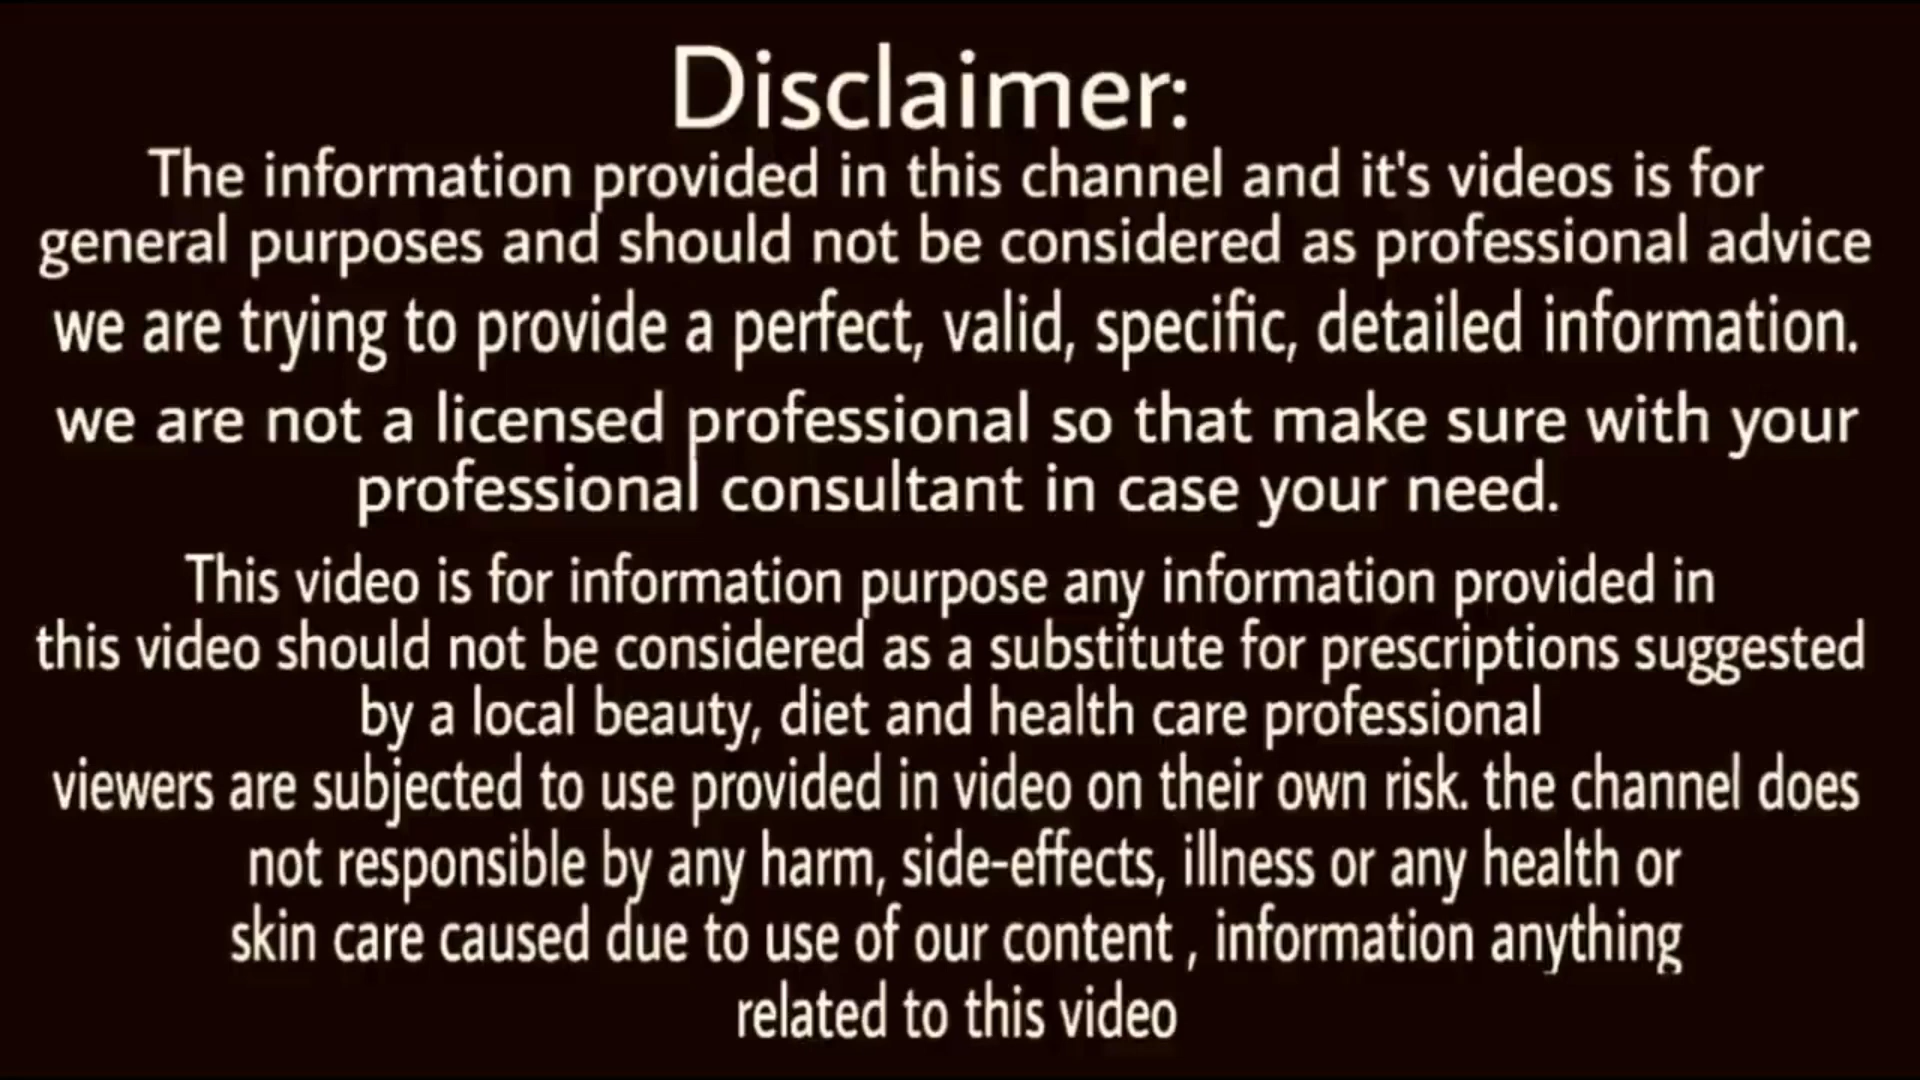 Disclaimer:
The information provided in this channel and it's videos is for
general purposes and should not be considered as professional advice
we are trying to provide a perfect, valid, specific, detailed information.
we are not a licensed professional so that make sure with your
professional consultant in case your need.
This video is for information purpose any information provided in
this video should not be considered as a substitute for prescriptions suggested
by a local beauty, diet and health care professional
viewers are subjected to use provided in video on their own risk. the channel does
not responsible by any harm, side-effects, illness or any health or
skin care caused due to use of our content , information anything
related to this video